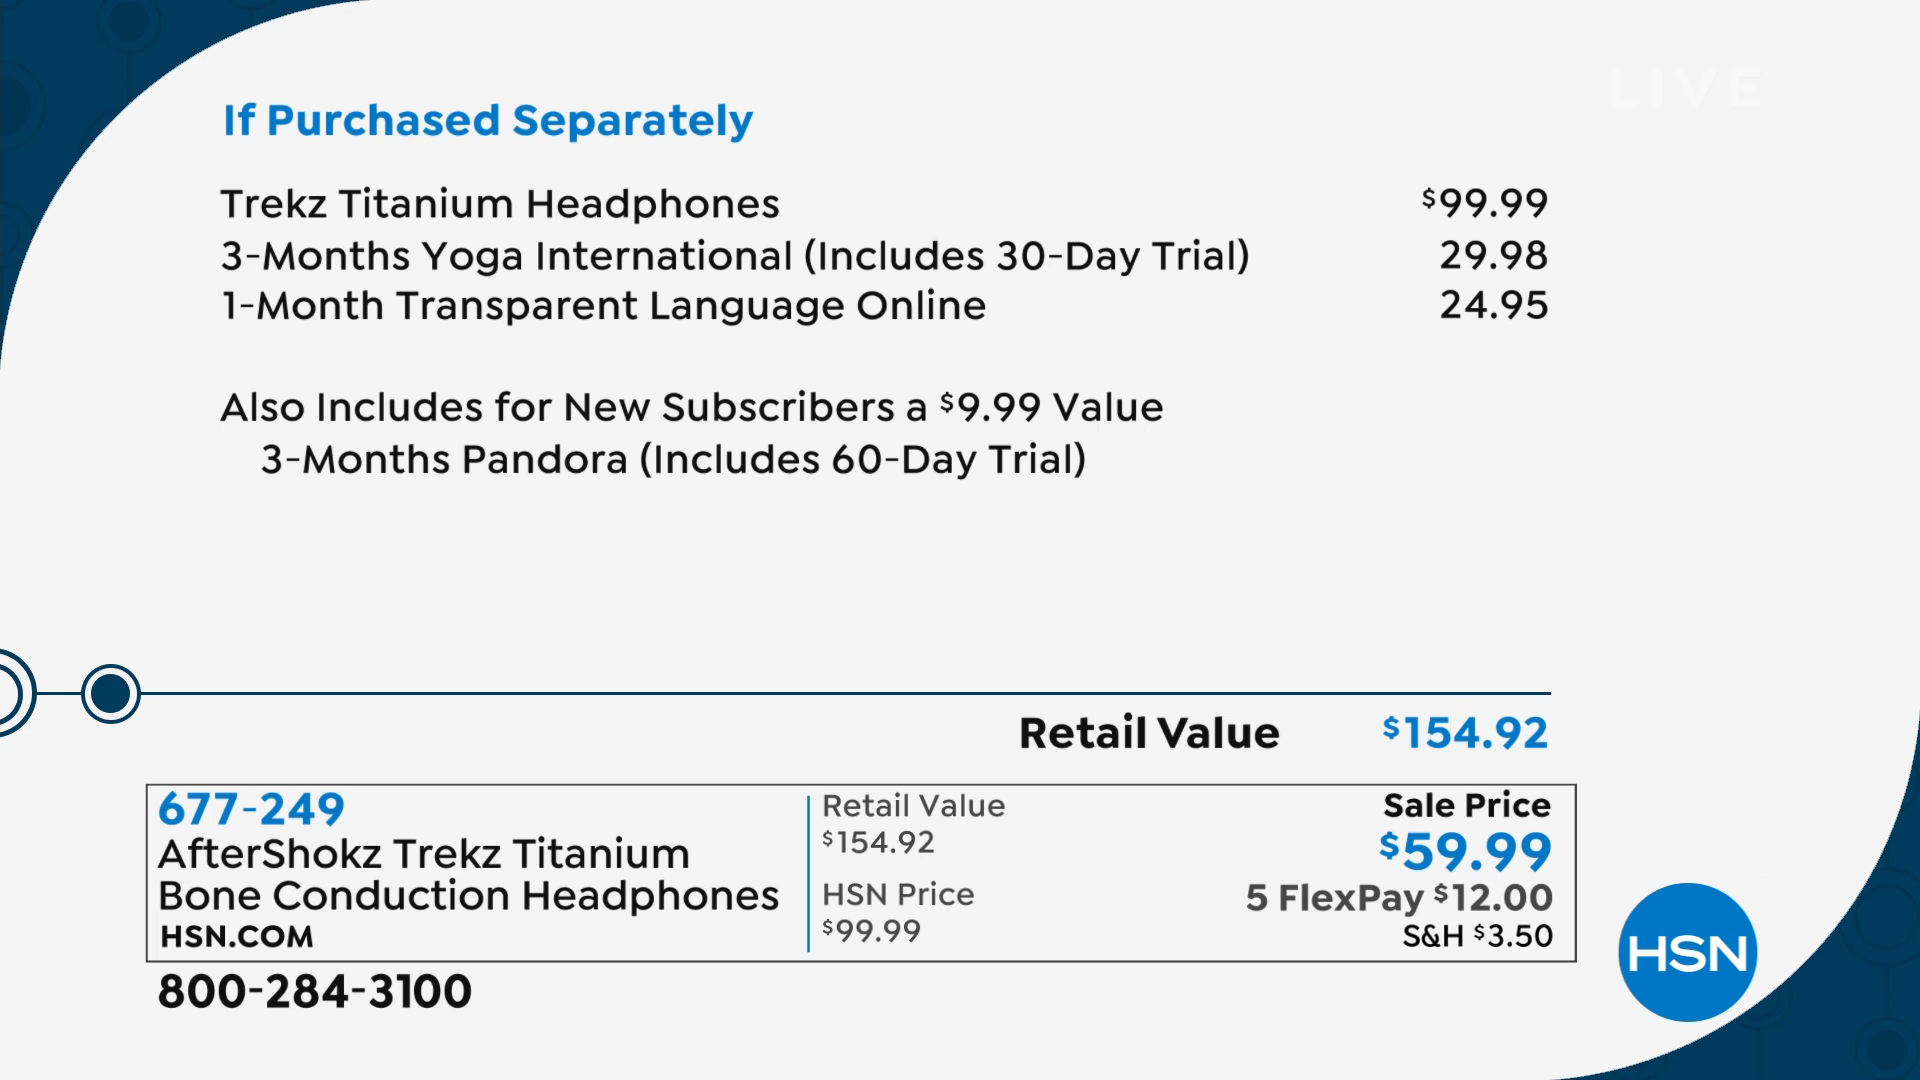 LIVE
If Purchased Separately
Trekz Titanium Headphones $99.99
3-Months Yoga International (Includes 30-Day Trial) 29.98
1-Month Transparent Language Online 24.95
Also Includes for New Subscribers a $9.99 Value
3-Months Pandora (Includes 60-Day Trial)
Retail Value $154.92
677-249
AfterShokz Trekz Titanium
Bone Conduction Headphones
HSN.COM
Retail Value
$154.92
HSN Price
$99.99
Sale Price
$59.99
5 FlexPay $12.00
S&H $3.50
800-284-3100
HSN